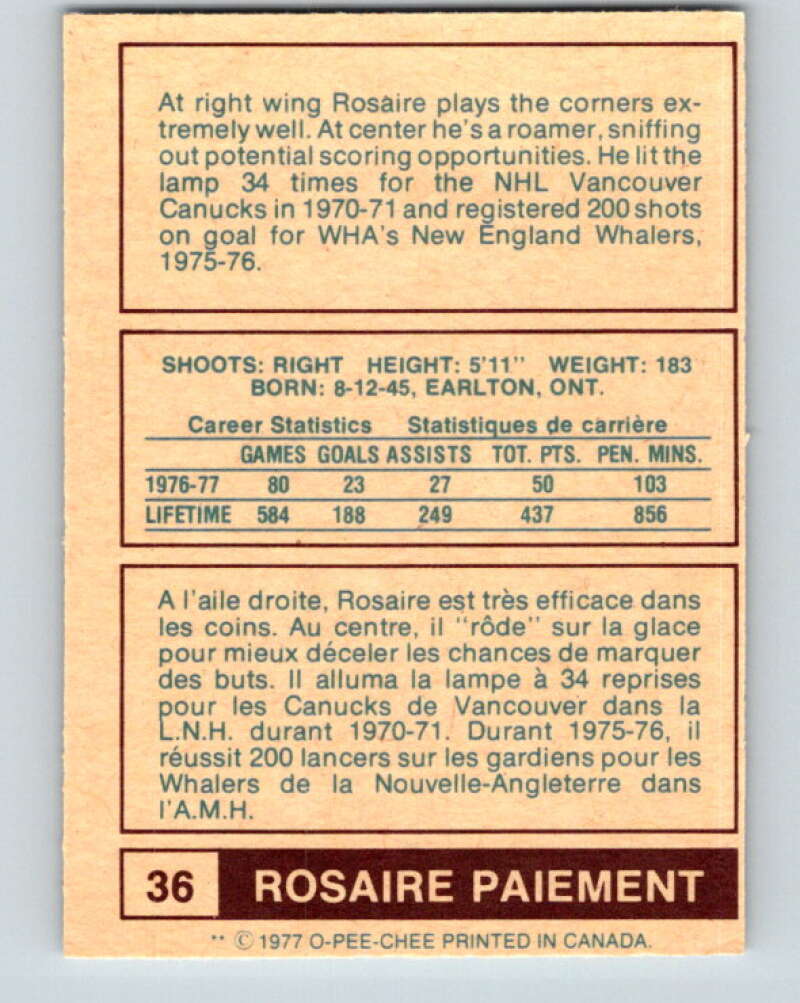 At right wing Rosaire plays the corners ex-
tremely well. At center he's a roamer, sniffing
out potential scoring opportunities. He lit the
lamp 34 times for the NHL Vancouver
Canucks in 1970-71 and registered 200 shots
on goal for WHA's New England Whalers,
1975-76.
SHOOTS: RIGHT HEIGHT: 5'11" WEIGHT: 183
BORN: 8-12-45, EARLTON, ONT.
Career Statistics Statistiques de carrière
GAMES GOALS ASSISTS TOT. PTS. PEN. MINS.
1976-77 80 23 27 50 103
LIFETIME 584 188 249 437 856
A l'aile droite, Rosaire est très efficace dans
les coins. Au centre, il "rôde" sur la glace
pour mieux déceler les chances de marquer
des buts. Il alluma la lampe à 34 reprises
pour les Canucks de Vancouver dans la
L.N.H. durant 1970-71. Durant 1975-76, il
réussit 200 lancers sur les gardiens pour les
Whalers de la Nouvelle-Angleterre dans
l'A.M.H.
36 ROSAIRE PAIEMENT
** © 1977 O-PEE-CHEE PRINTED IN CANADA.